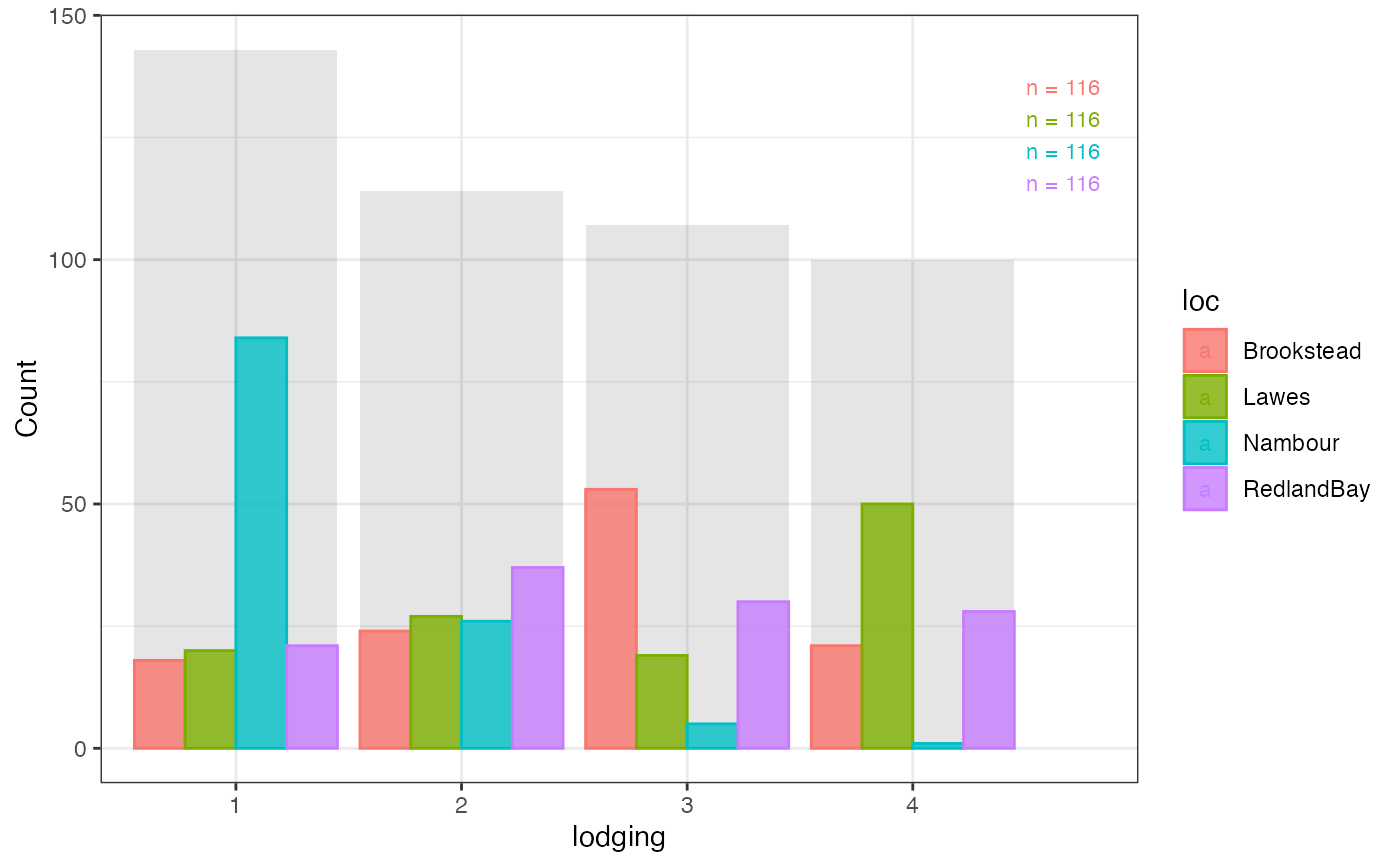 150
100
50
0
Count
n = 116
n = 116
n = 116
n = 116
1 2 3 4
lodging
loc
a Brookstead
a Lawes
a Nambour
a RedlandBay